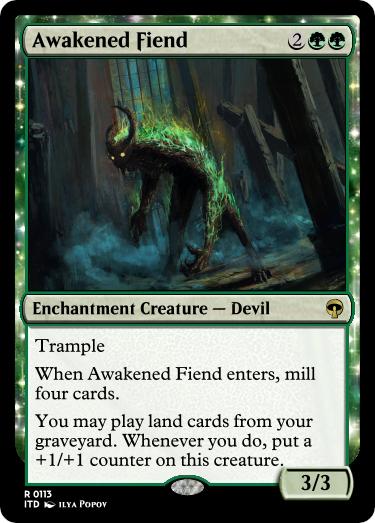 Awakened Fiend 2
Enchantment Creature — Devil
Trample
When Awakened Fiend enters, mill
four cards.
You may play land cards from your
graveyard. Whenever you do, put a
+1/+1 counter on this creature.
3/3
R 0113
ITD ILYA POPOV